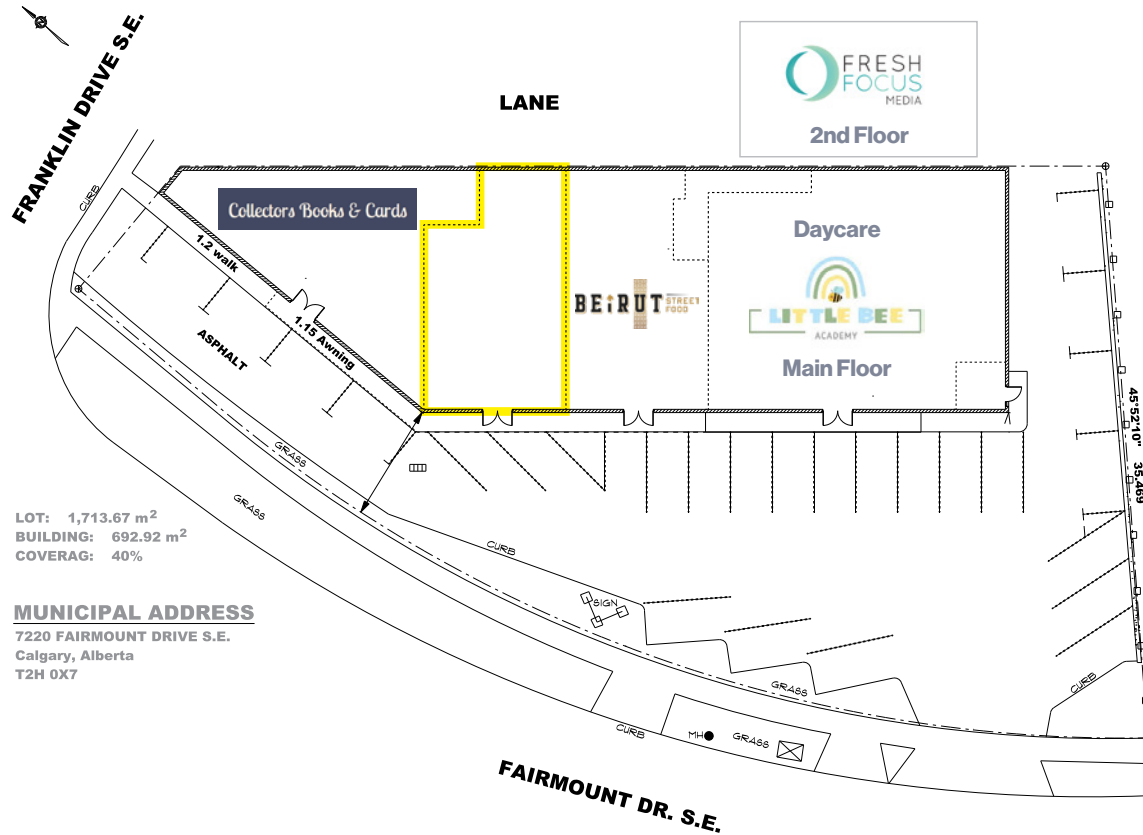 FRANKLIN DRIVE S.E.
LANE
FRESH
FOCUS
MEDIA
2nd Floor
CURB
Collectors Books & Cards
1.2 walk
1.15 Awning
ASPHALT
BEiRUT
STREET
FOOD
Daycare
LITTLE BEE
ACADEMY
Main Floor
45°52'10"  35.469
GRASS
GRASS
CURB
SIGN
LOT: 1,713.67 m²
BUILDING: 692.92 m²
COVERAG: 40%
MUNICIPAL ADDRESS
7220 FAIRMOUNT DRIVE S.E.
Calgary, Alberta
T2H 0X7
GRASS
CURB
CURB
MH
GRASS
FAIRMOUNT DR. S.E.